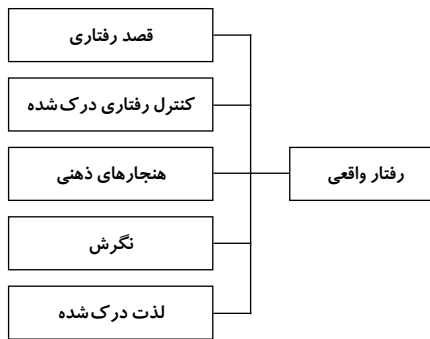 قصد رفتاری
کنترل رفتاری درک‌شده
هنجارهای ذهنی
رفتار واقعی
نگرش
لذت درک‌شده